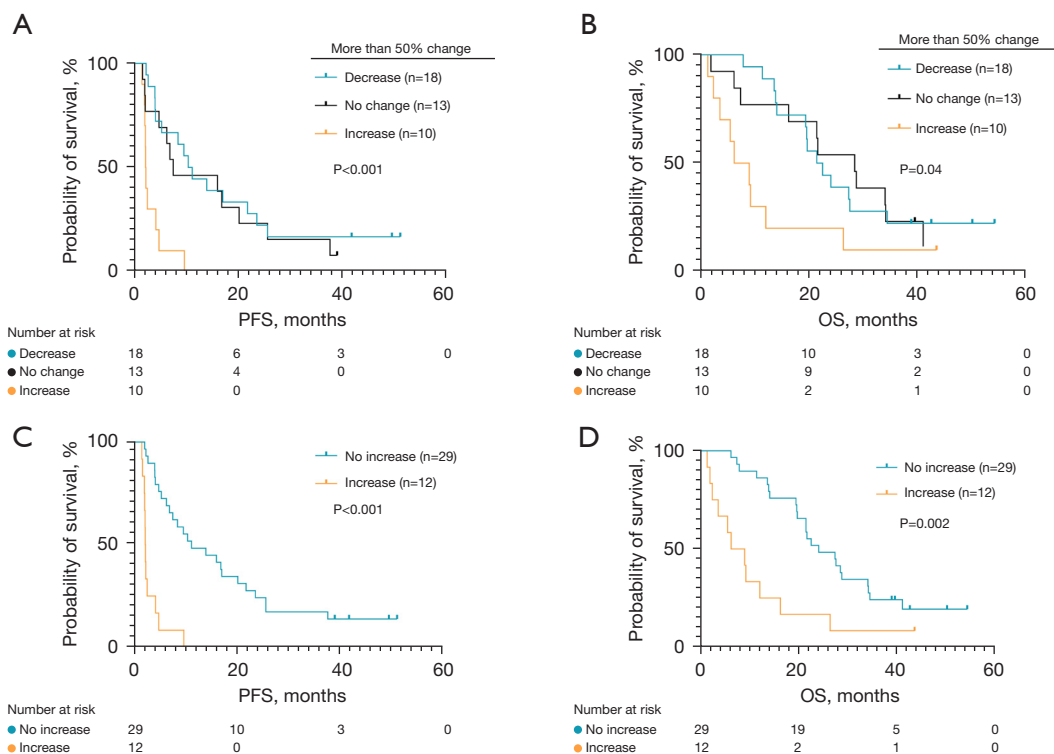 A
More than 50% change
Decrease (n=18)
No change (n=13)
Increase (n=10)
P<0.001
Probability of survival, %
100
50
0
0 20 40 60
PFS, months
Number at risk
Decrease 18 6 3 0
No change 13 4 0
Increase 10 0
B
More than 50% change
Decrease (n=18)
No change (n=13)
Increase (n=10)
P=0.04
Probability of survival, %
100
50
0
0 20 40 60
OS, months
Number at risk
Decrease 18 10 3 0
No change 13 9 2 0
Increase 10 2 1 0
C
No increase (n=29)
Increase (n=12)
P<0.001
Probability of survival, %
100
50
0
0 20 40 60
PFS, months
Number at risk
No increase 29 10 3 0
Increase 12 0
D
No increase (n=29)
Increase (n=12)
P=0.002
Probability of survival, %
100
50
0
0 20 40 60
OS, months
Number at risk
No increase 29 19 5 0
Increase 12 2 1 0